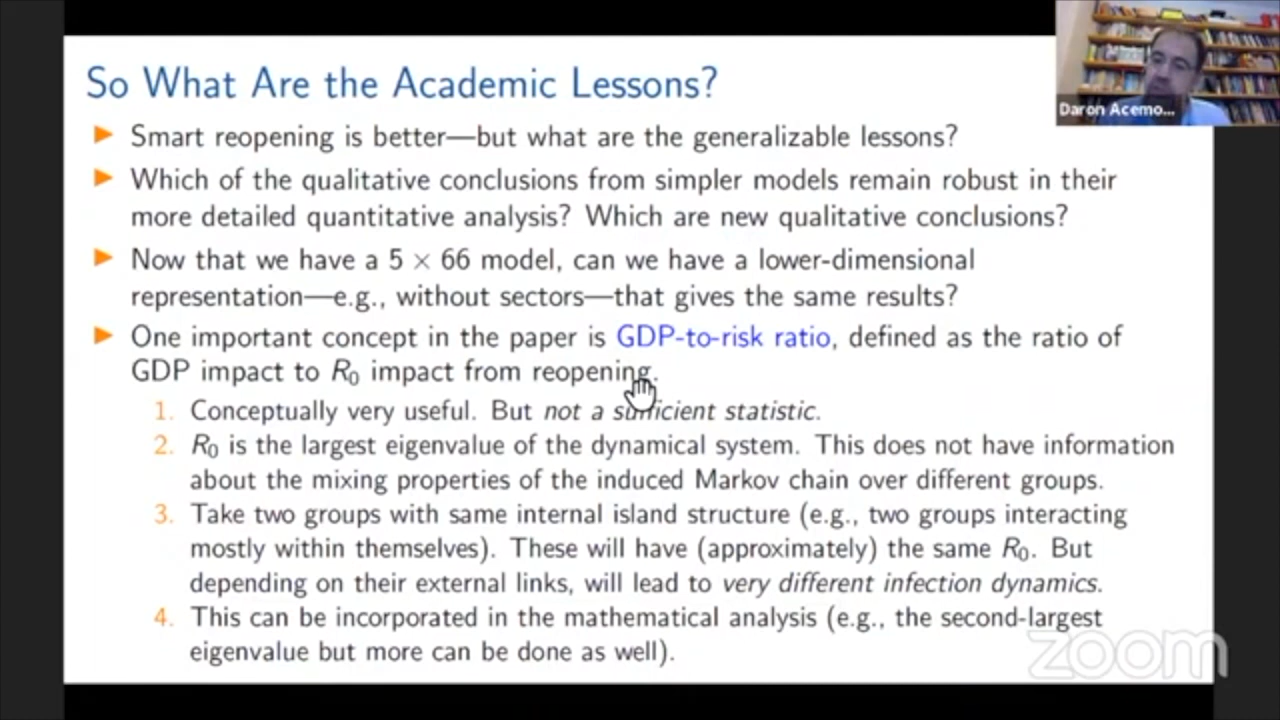 So What Are the Academic Lessons?
Smart reopening is better—but what are the generalizable lessons?
Which of the qualitative conclusions from simpler models remain robust in their
more detailed quantitative analysis? Which are new qualitative conclusions?
Now that we have a 5 × 66 model, can we have a lower-dimensional
representation—e.g., without sectors—that gives the same results?
One important concept in the paper is GDP-to-risk ratio, defined as the ratio of
GDP impact to R0 impact from reopening.
1. Conceptually very useful. But not a sufficient statistic.
2. R0 is the largest eigenvalue of the dynamical system. This does not have information
about the mixing properties of the induced Markov chain over different groups.
3. Take two groups with same internal island structure (e.g., two groups interacting
mostly within themselves). These will have (approximately) the same R0. But
depending on their external links, will lead to very different infection dynamics.
4. This can be incorporated in the mathematical analysis (e.g., the second-largest
eigenvalue but more can be done as well).
Daron Acemo...
zoom